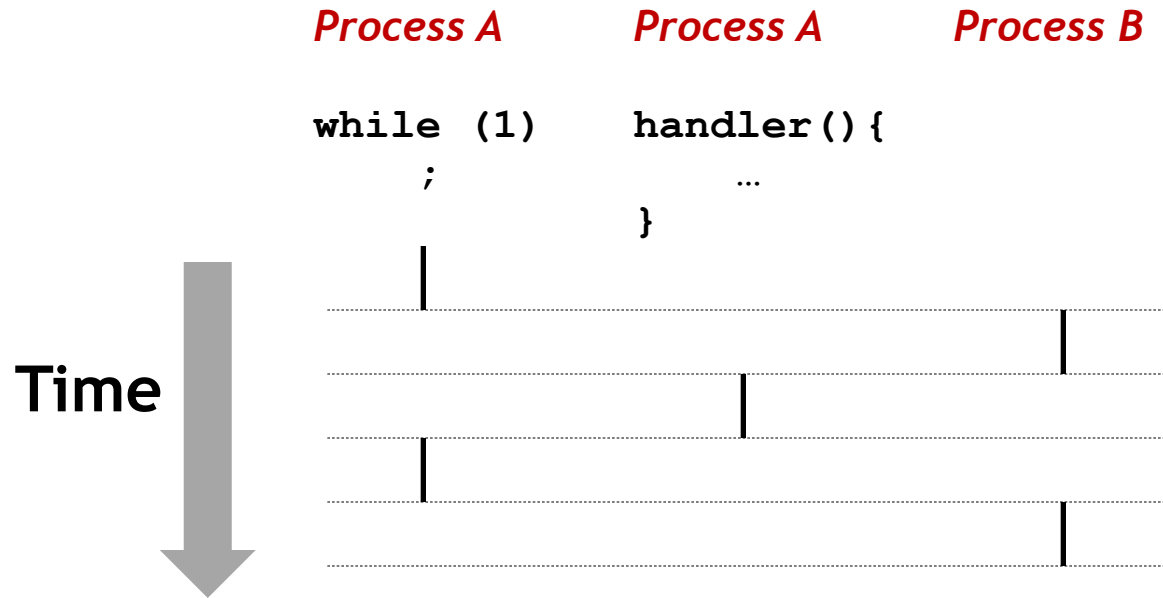 Process A Process A Process B
while (1) handler(){
; …
}
Time